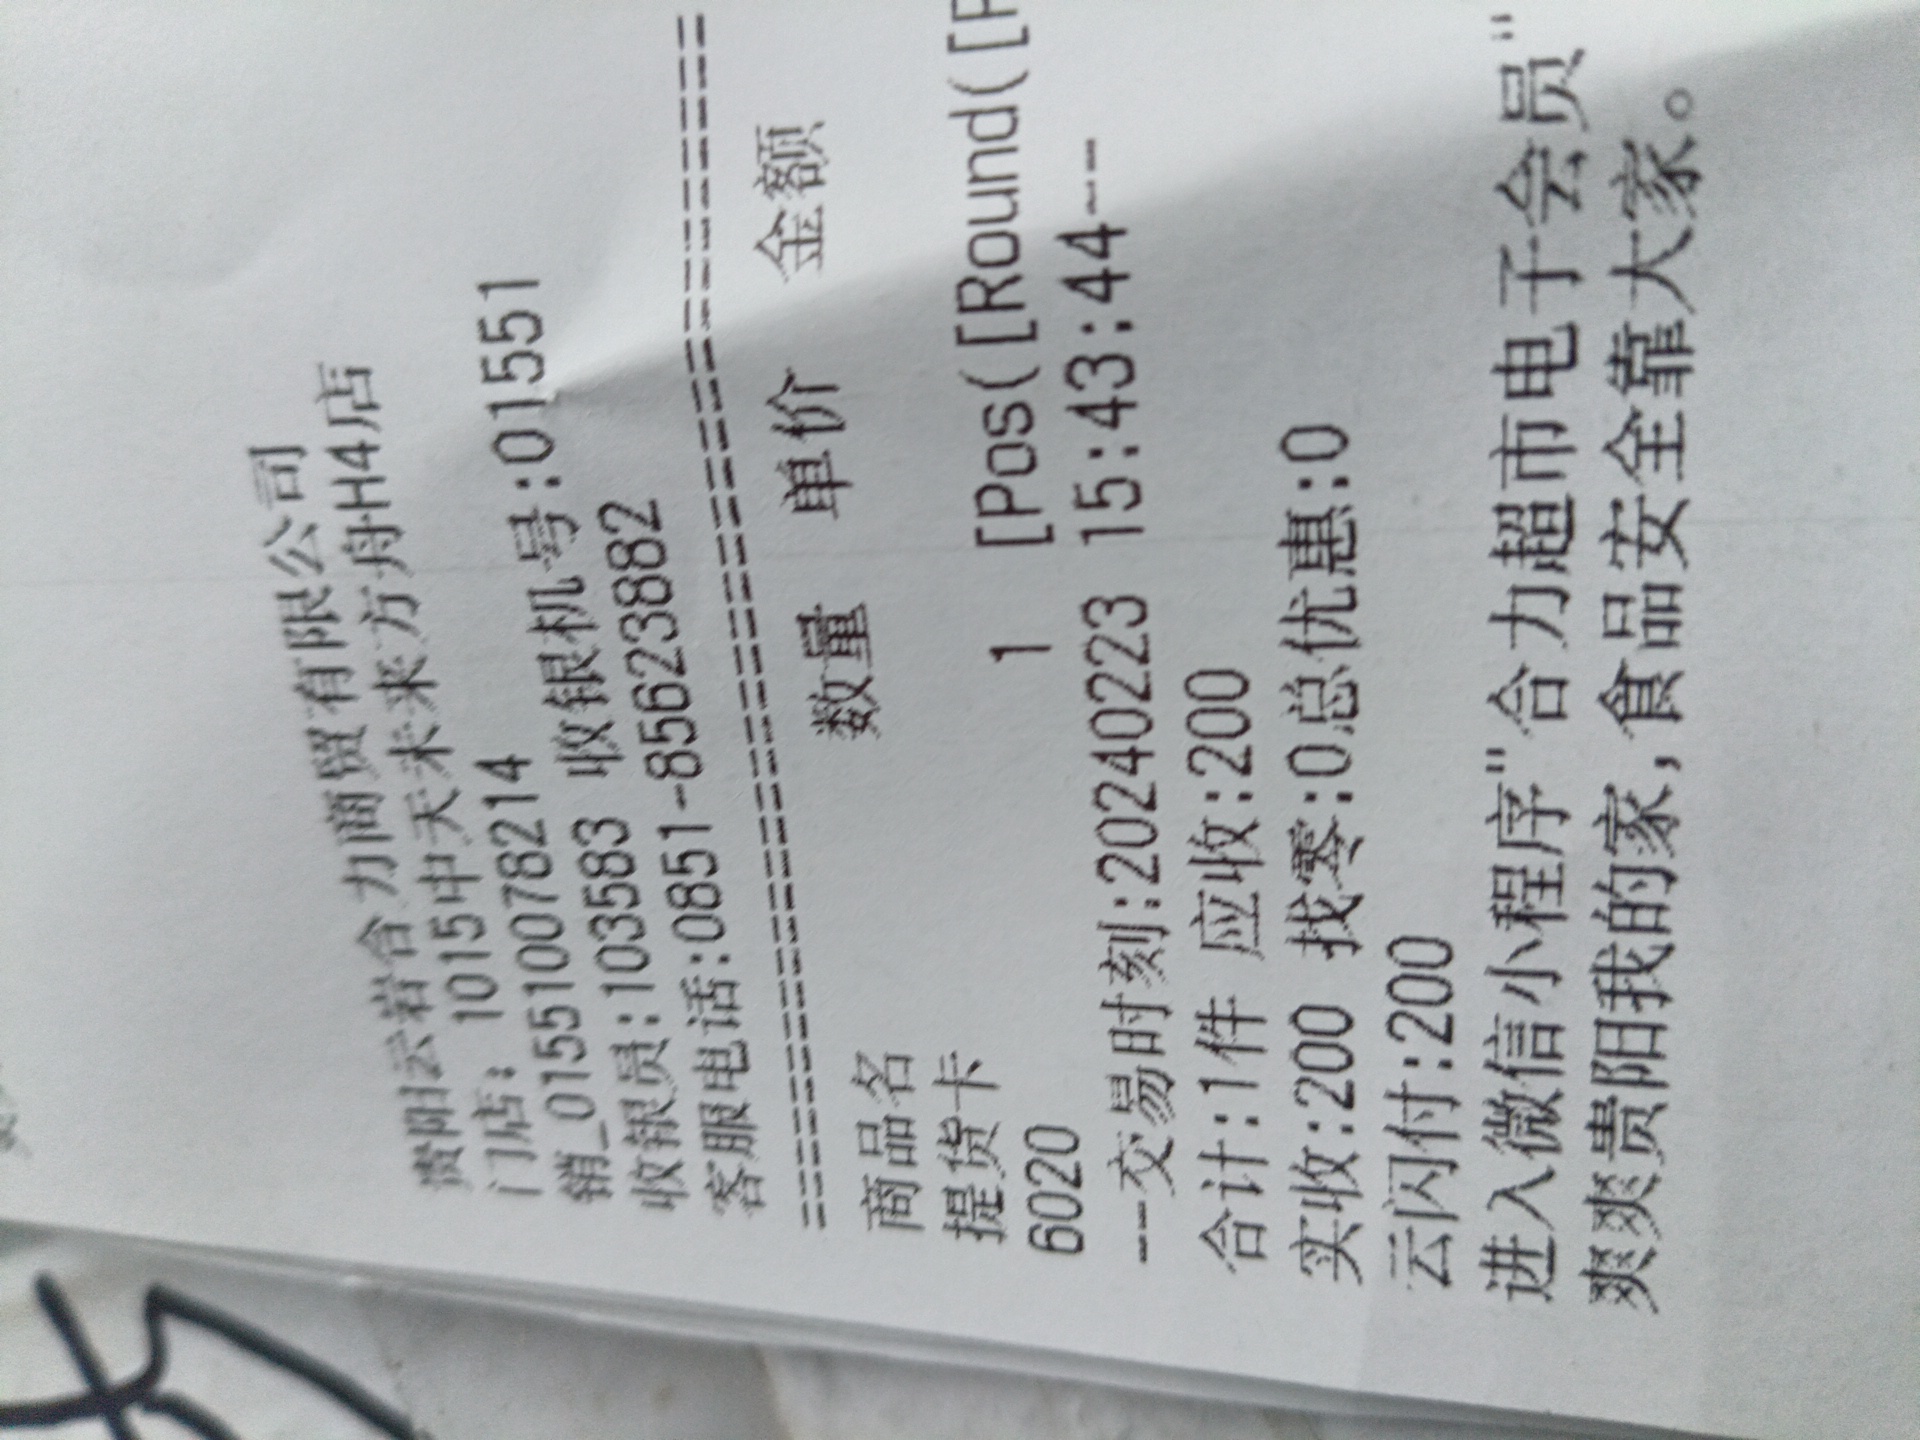 贵阳云岩合力商贸有限公司
门店： 1015中天未来方舟H4店
销_015510078214
收银员:103583 收银机号:01551
客服电话:0851-85623882
========================================
商品名 数量 单价 金额
提货卡
6020 1 [Pos([Round([P
---交易时刻:20240223 15:43:44---
合计:1件 应收:200
实收:200 找零:0总优惠:0
云闪付:200
进入微信小程序"合力超市电子会员"
爽爽贵阳我的家,食品安全靠大家。